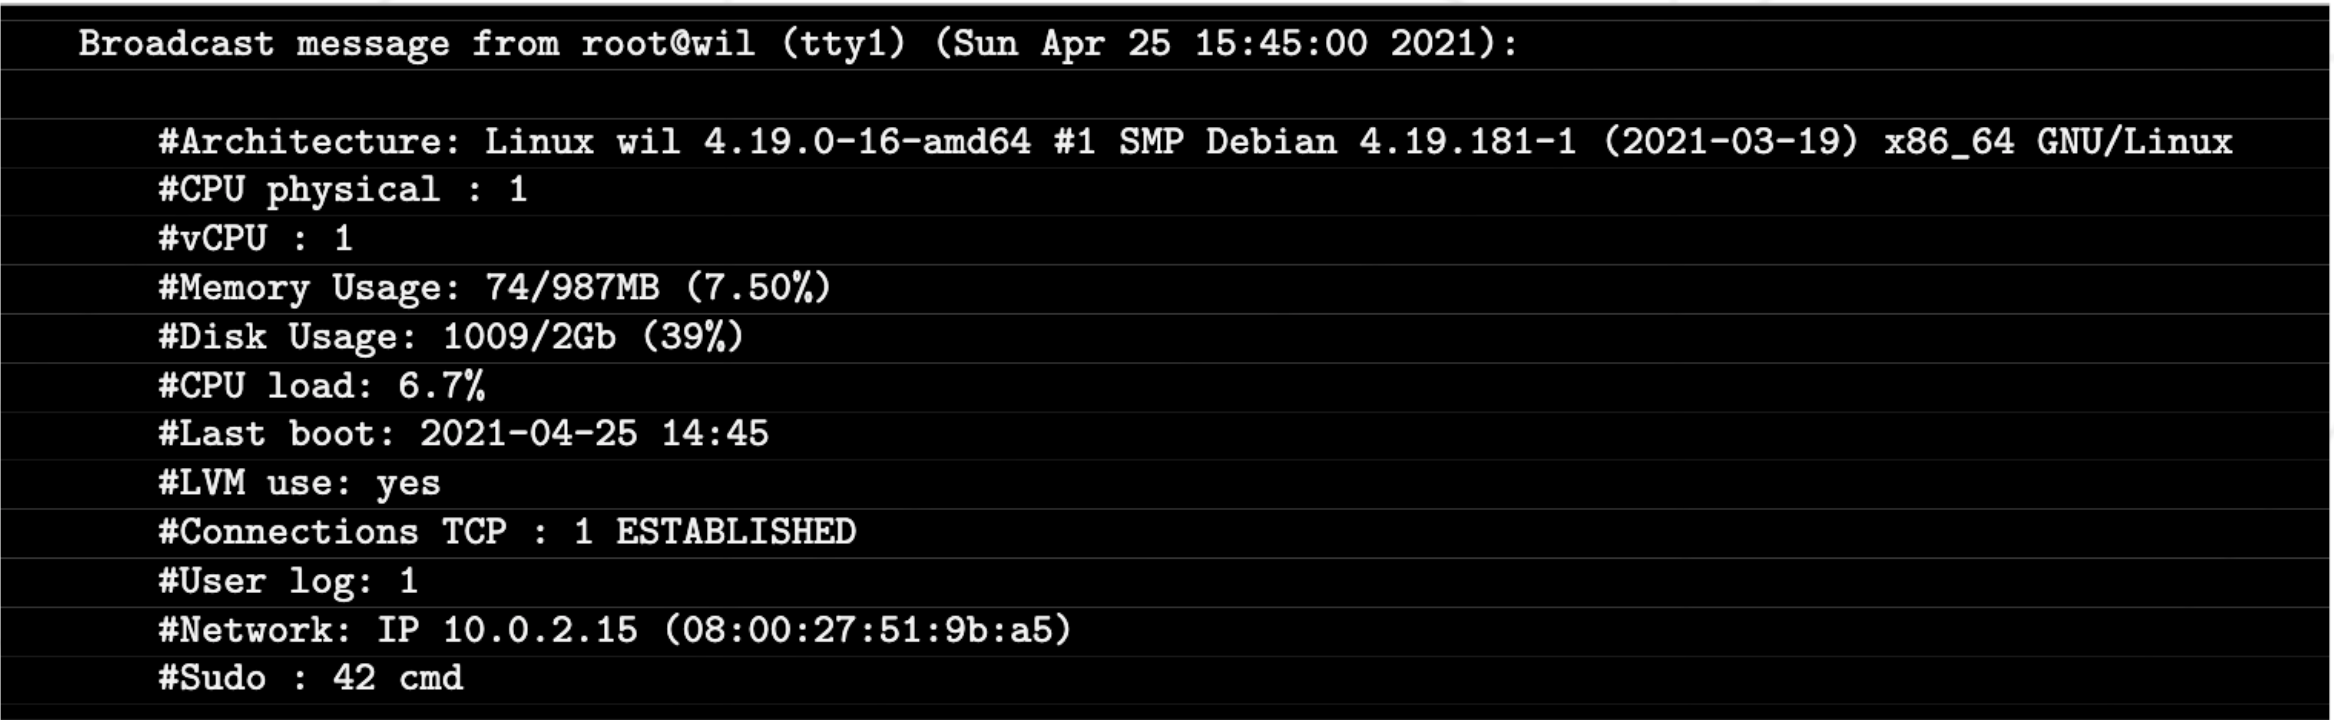 Broadcast message from root@wil (tty1) (Sun Apr 25 15:45:00 2021):
#Architecture: Linux wil 4.19.0-16-amd64 #1 SMP Debian 4.19.181-1 (2021-03-19) x86_64 GNU/Linux
#CPU physical : 1
#vCPU : 1
#Memory Usage: 74/987MB (7.50%)
#Disk Usage: 1009/2Gb (39%)
#CPU load: 6.7%
#Last boot: 2021-04-25 14:45
#LVM use: yes
#Connections TCP : 1 ESTABLISHED
#User log: 1
#Network: IP 10.0.2.15 (08:00:27:51:9b:a5)
#Sudo : 42 cmd